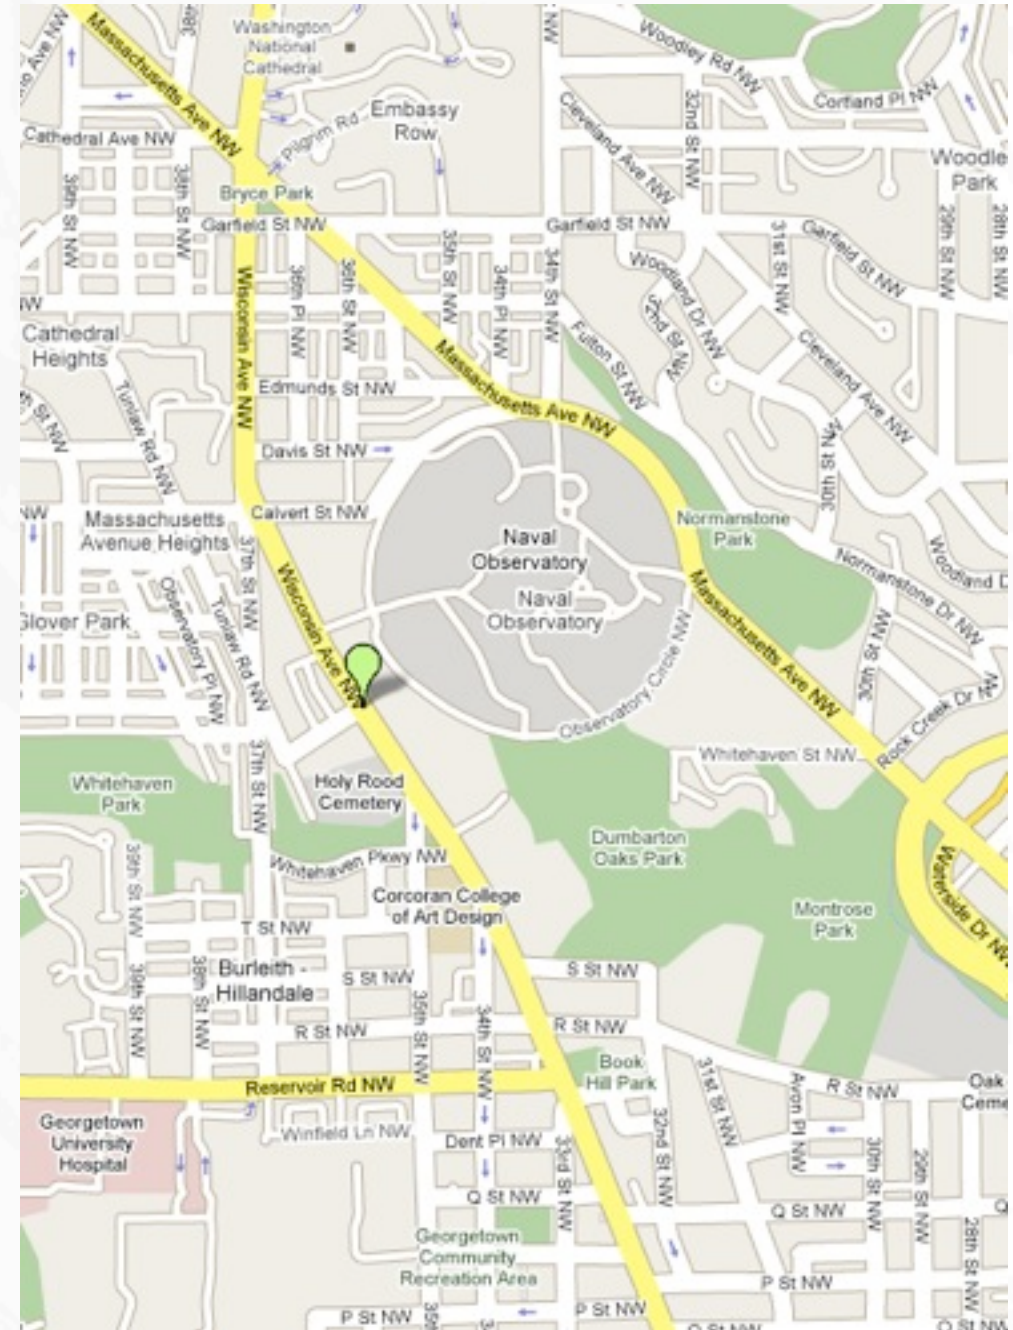 Massachusetts Ave NW
Washington
National
Cathedral
NW
Woodley Rd NW
Cortland Pl NW
Cathedral Ave NW
Pilgrim Rd
Embassy
Row
Cleveland Ave NW
32nd St NW
Park
39th St NW
38th St NW
Bryce Park
Garfield St NW
Garfield St NW
Garfield St NW
31st St NW
29th St NW
28th St NW
Wisconsin Ave NW
36th Pl NW
36th St NW
35th St NW
34th Pl NW
34th St NW
Woodland Dr NW
NW
Cathedral
Heights
Fulton St NW
Cleveland Ave NW
Tunlaw Rd NW
Edmunds St NW
Massachusetts Ave NW
30th St NW
Davis St NW
NW
Massachusetts
Avenue Heights
Calvert St NW
Naval
Observatory
Normanstone
Park
37th St NW
Wisconsin Ave NW
Observatory Pl NW
Tunlaw Rd NW
Naval
Observatory
Massachusetts Ave NW
Normanstone Dr NW
Observatory Circle NW
30th St NW
Rock Creek Dr NW
37th St NW
Whitehaven St NW
Whitehaven
Park
Holy Rood
Cemetery
Dumbarton
Oaks Park
Whitehaven Pkwy NW
39th St NW
Corcoran College
of Art Design
Montrose
Park
Waterside Dr NW
T St NW
Burleith -
Hillandale
S St NW
S St NW
39th St NW
38th St NW
35th St NW
34th St NW
R St NW
R St NW
Book
Hill Park
Reservoir Rd NW
31st St NW
Avon Pl NW
R St NW
Oak
Georgetown
University
Hospital
Winfield Ln NW
Dent Pl NW
33rd St NW
32nd St NW
30th St NW
29th St NW
Q St NW
Q St NW
Q
28th St NW
Georgetown
Community
Recreation Area
P St NW
P St NW
P St NW